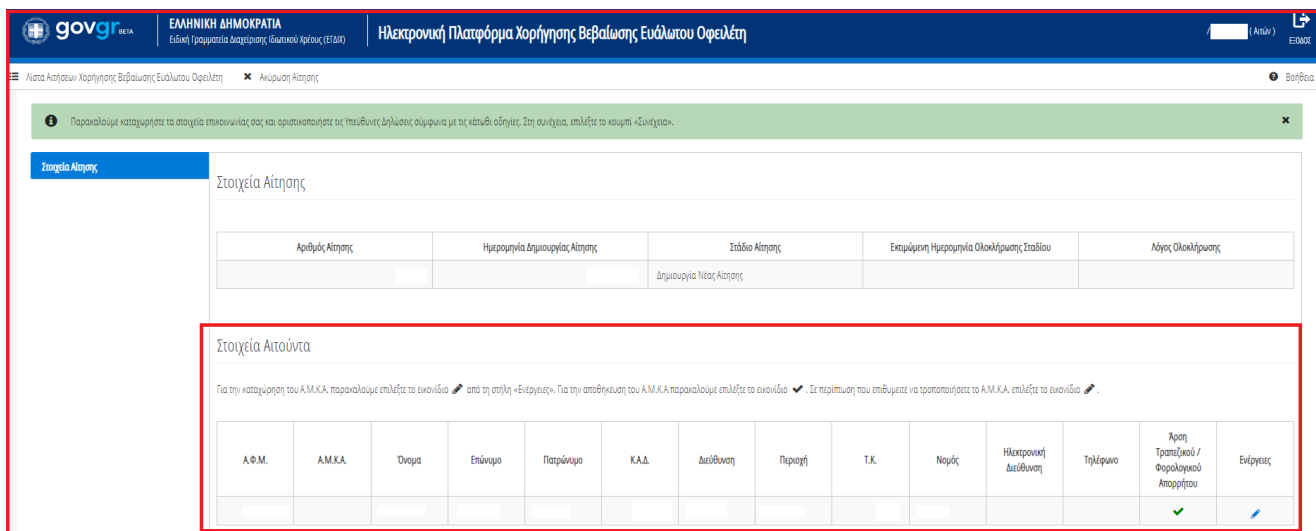 govgr BETA
ΕΛΛΗΝΙΚΗ ΔΗΜΟΚΡΑΤΙΑ
Ειδική Γραμματεία Διαχείρισης Ιδιωτικού Χρέους (ΕΓΔΙΧ)
Ηλεκτρονική Πλατφόρμα Χορήγησης Βεβαίωσης Ευάλωτου Οφειλέτη
/ ( Αιτών )
ΕΞΟΔΟΣ
Λίστα Αιτήσεων Χορήγησης Βεβαίωσης Ευάλωτου Οφειλέτη
Ακύρωση Αίτησης
Βοήθεια
Παρακαλούμε καταχωρήστε τα στοιχεία επικοινωνίας σας και οριστικοποιήστε τις Υπεύθυνες Δηλώσεις σύμφωνα με τις κάτωθι οδηγίες. Στη συνέχεια, επιλέξτε το κουμπί «Συνέχεια».
Στοιχεία Αίτησης
Στοιχεία Αίτησης
Αριθμός Αίτησης
Ημερομηνία Δημιουργίας Αίτησης
Στάδιο Αίτησης
Εκτιμώμενη Ημερομηνία Ολοκλήρωσης Σταδίου
Λόγος Ολοκλήρωσης
Δημιουργία Νέας Αίτησης
Στοιχεία Αιτούντα
Για την καταχώρηση του Α.Μ.Κ.Α. παρακαλούμε επιλέξτε το εικονίδιο από τη στήλη «Ενέργειες». Για την αποθήκευση του Α.Μ.Κ.Α.παρακαλούμε επιλέξτε το εικονίδιο . Σε περίπτωση που επιθυμειτε να τροποποιήσετε το Α.Μ.Κ.Α. επιλέξτε το εικονίδιο .
Α.Φ.Μ.
Α.Μ.Κ.Α.
Όνομα
Επώνυμο
Πατρώνυμο
Κ.Α.Δ.
Διεύθυνση
Περιοχή
Τ.Κ.
Νομός
Ηλεκτρονική
Διεύθυνση
Τηλέφωνο
Άρση
Τραπεζικού /
Φορολογικού
Απορρήτου
Ενέργειες